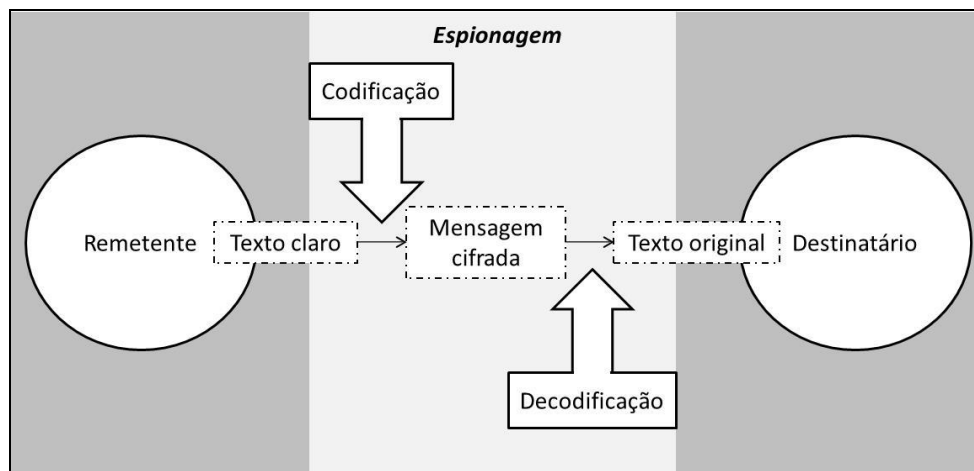 Espionagem
Codificação
Remetente
Texto claro
Mensagem
cifrada
Texto original
Destinatário
Decodificação